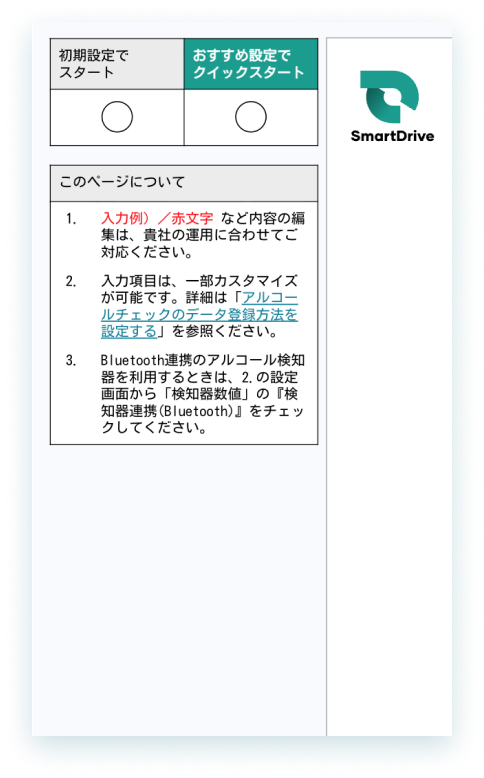 初期設定で
スタート
おすすめ設定で
クイックスタート
SmartDrive
このページについて
1. 入力例）／赤文字 など内容の編
集は、貴社の運用に合わせてご
対応ください。
2. 入力項目は、一部カスタマイズ
が可能です。詳細は「アルコー
ルチェックのデータ登録方法を
設定する」を参照ください。
3. Bluetooth連携のアルコール検知
器を利用するときは、2.の設定
画面から「検知器数値」の『検
知器連携(Bluetooth)』をチェッ
クしてください。